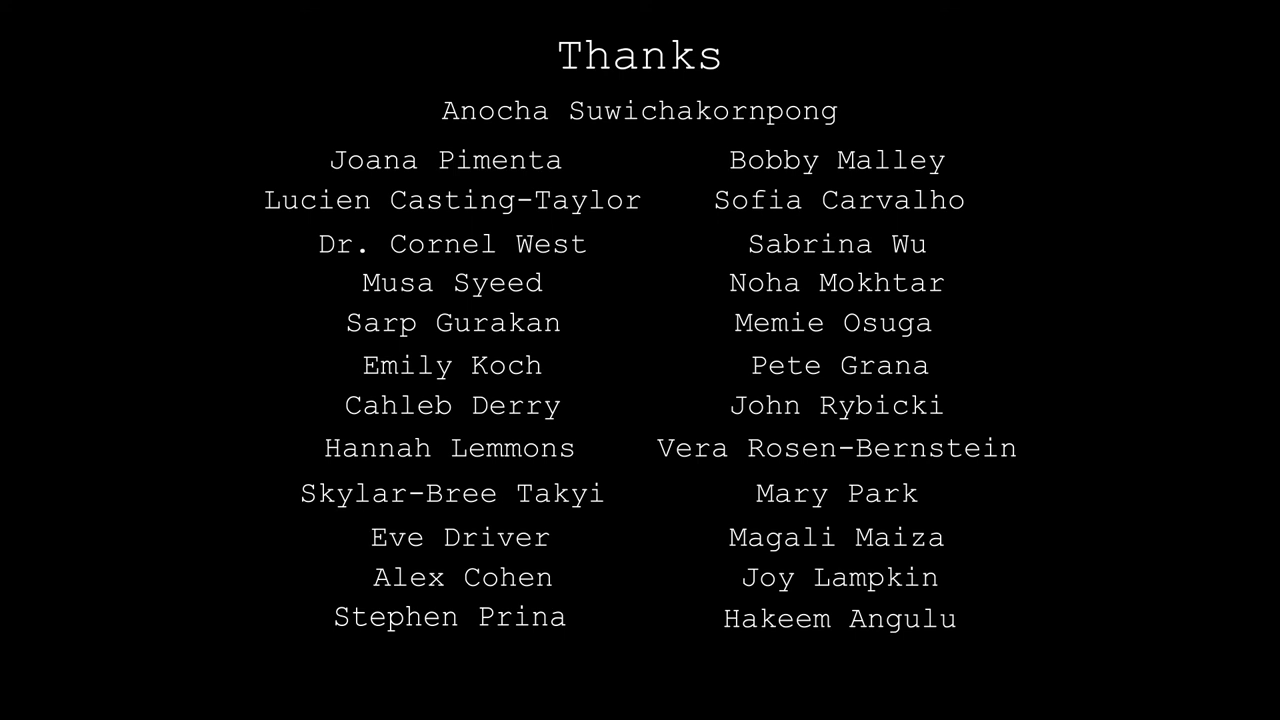 Thanks
Anocha Suwichakornpong
Joana Pimenta Bobby Malley
Lucien Casting-Taylor Sofia Carvalho
Dr. Cornel West Sabrina Wu
Musa Syeed Noha Mokhtar
Sarp Gurakan Memie Osuga
Emily Koch Pete Grana
Cahleb Derry John Rybicki
Hannah Lemmons Vera Rosen-Bernstein
Skylar-Bree Takyi Mary Park
Eve Driver Magali Maiza
Alex Cohen Joy Lampkin
Stephen Prina Hakeem Angulu